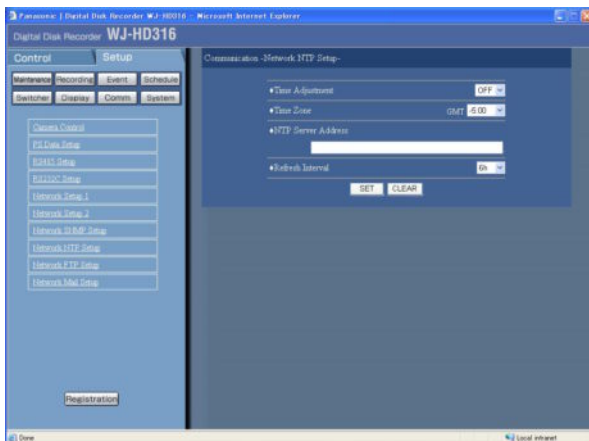 Panasonic | Digital Disk Recorder WJ-HD316 - Microsoft Internet Explorer
Digital Disk Recorder WJ-HD316
Control Setup
Maintenance Recording Event Schedule
Switcher Display Comm System
Camera Control
PS Data Setup
RS485 Setup
RS232C Setup
Network Setup 1
Network Setup 2
Network SNMP Setup
Network NTP Setup
Network FTP Setup
Network Mail Setup
Registration
Communication -Network NTP Setup-
♦Time Adjustment OFF
♦Time Zone GMT -5:00
♦NTP Server Address
♦Refresh Interval 6h
SET CLEAR
Done Local intranet